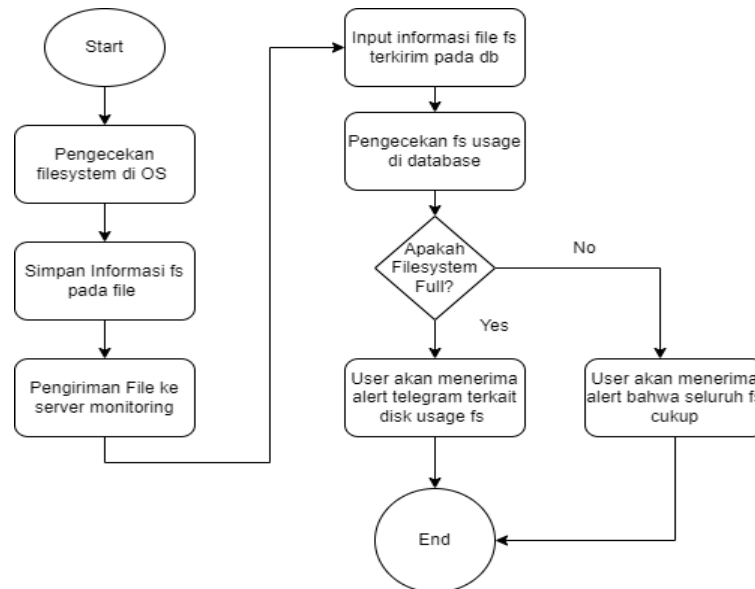 Start
Pengecekan
filesystem di OS
Simpan Informasi fs
pada file
Pengiriman File ke
server monitoring
Input informasi file fs
terkirim pada db
Pengecekan fs usage
di database
Apakah
Filesystem
Full?
No
Yes
User akan menerima
alert telegram terkait
disk usage fs
User akan menerima
alert bahwa seluruh fs
cukup
End